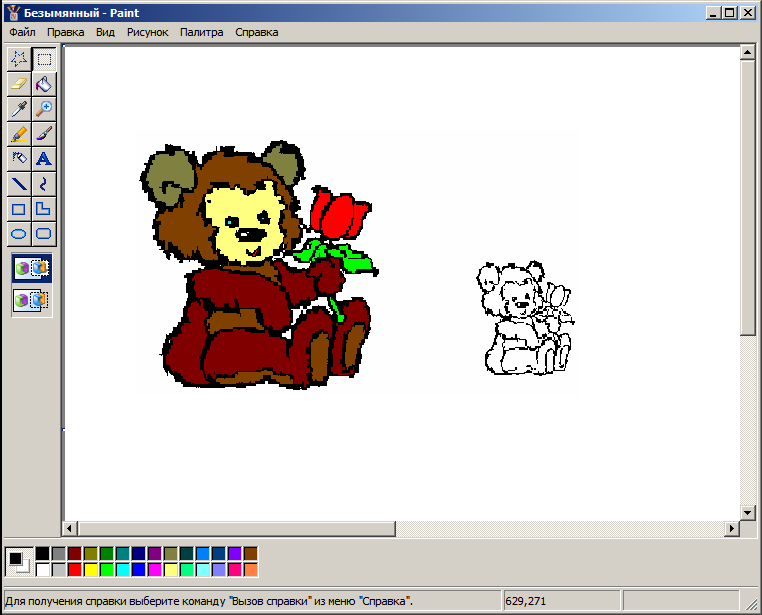 Безымянный - Paint
Файл Правка Вид Рисунок Палитра Справка
A
Для получения справки выберите команду "Вызов справки" из меню "Справка".
629,271